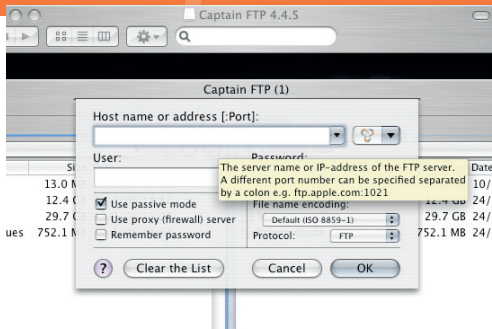 Captain FTP 4.4.5
Captain FTP (1)
Host name or address [:Port]:
User:
Password:
The server name or IP-address of the FTP server.
A different port number can be specified separated
by a colon e.g. ftp.apple.com:1021
Use passive mode
File name encoding:
Use proxy (firewall) server
Default (ISO 8859-1)
Remember password
Protocol:
FTP
?
Clear the List
Cancel
OK
Si
Date
13.0 M
10/
12.4
12.4 GB 24/
29.7
29.7 GB 24/
ues 752.1 M
752.1 MB 24/